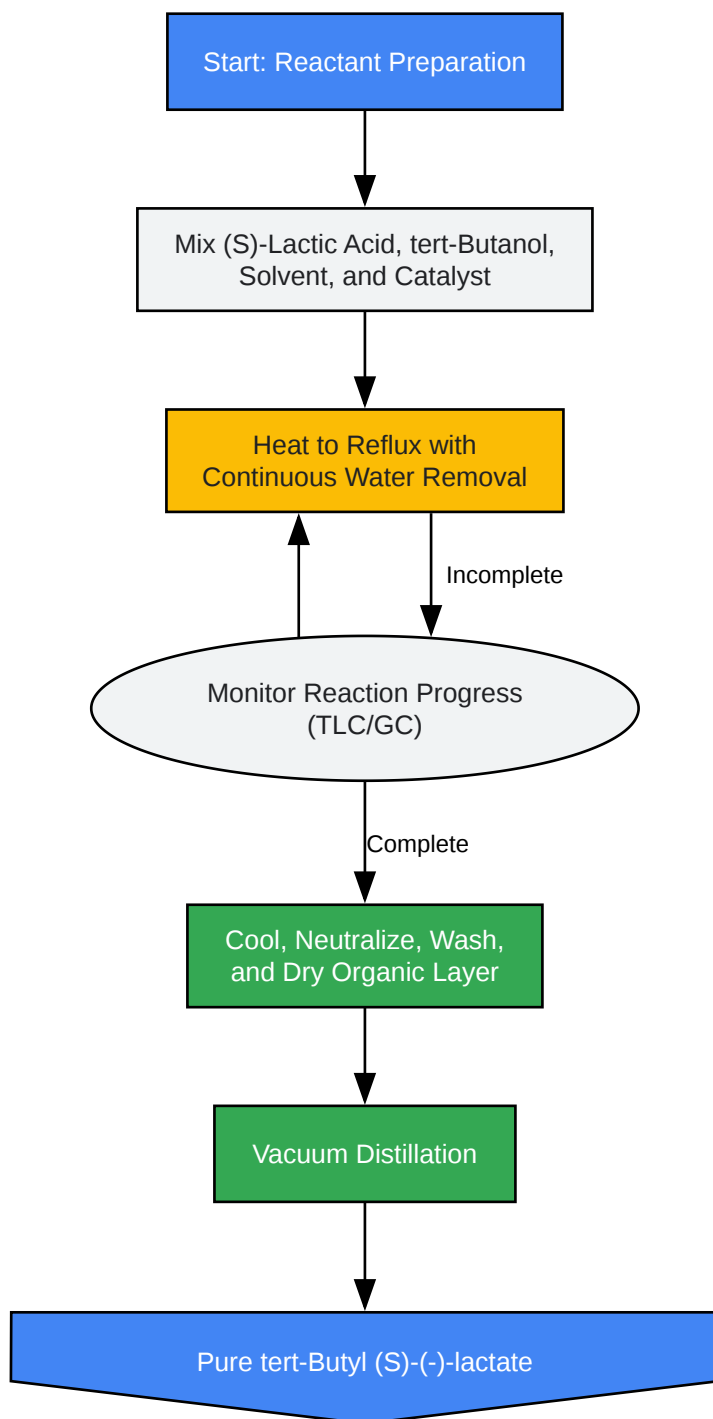 Start: Reactant Preparation
Mix (S)-Lactic Acid, tert-Butanol,
Solvent, and Catalyst
Heat to Reflux with
Continuous Water Removal
Incomplete
Monitor Reaction Progress
(TLC/GC)
Complete
Cool, Neutralize, Wash,
and Dry Organic Layer
Vacuum Distillation
Pure tert-Butyl (S)-(-)-lactate